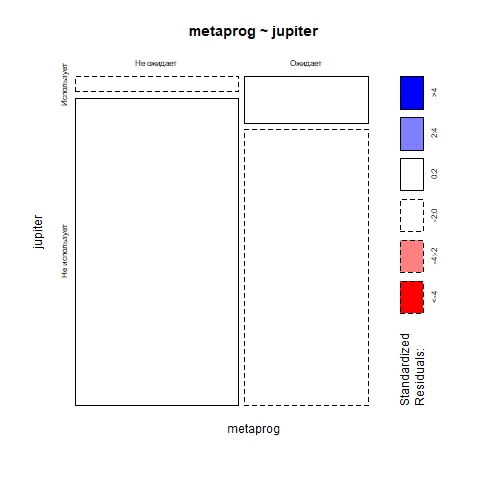 metaprog ~ jupiter
Не ожидает
Ожидает
Использует
Не использует
jupiter
metaprog
>4
2:4
0:2
-2:0
-4:-2
<-4
Standardized
Residuals: